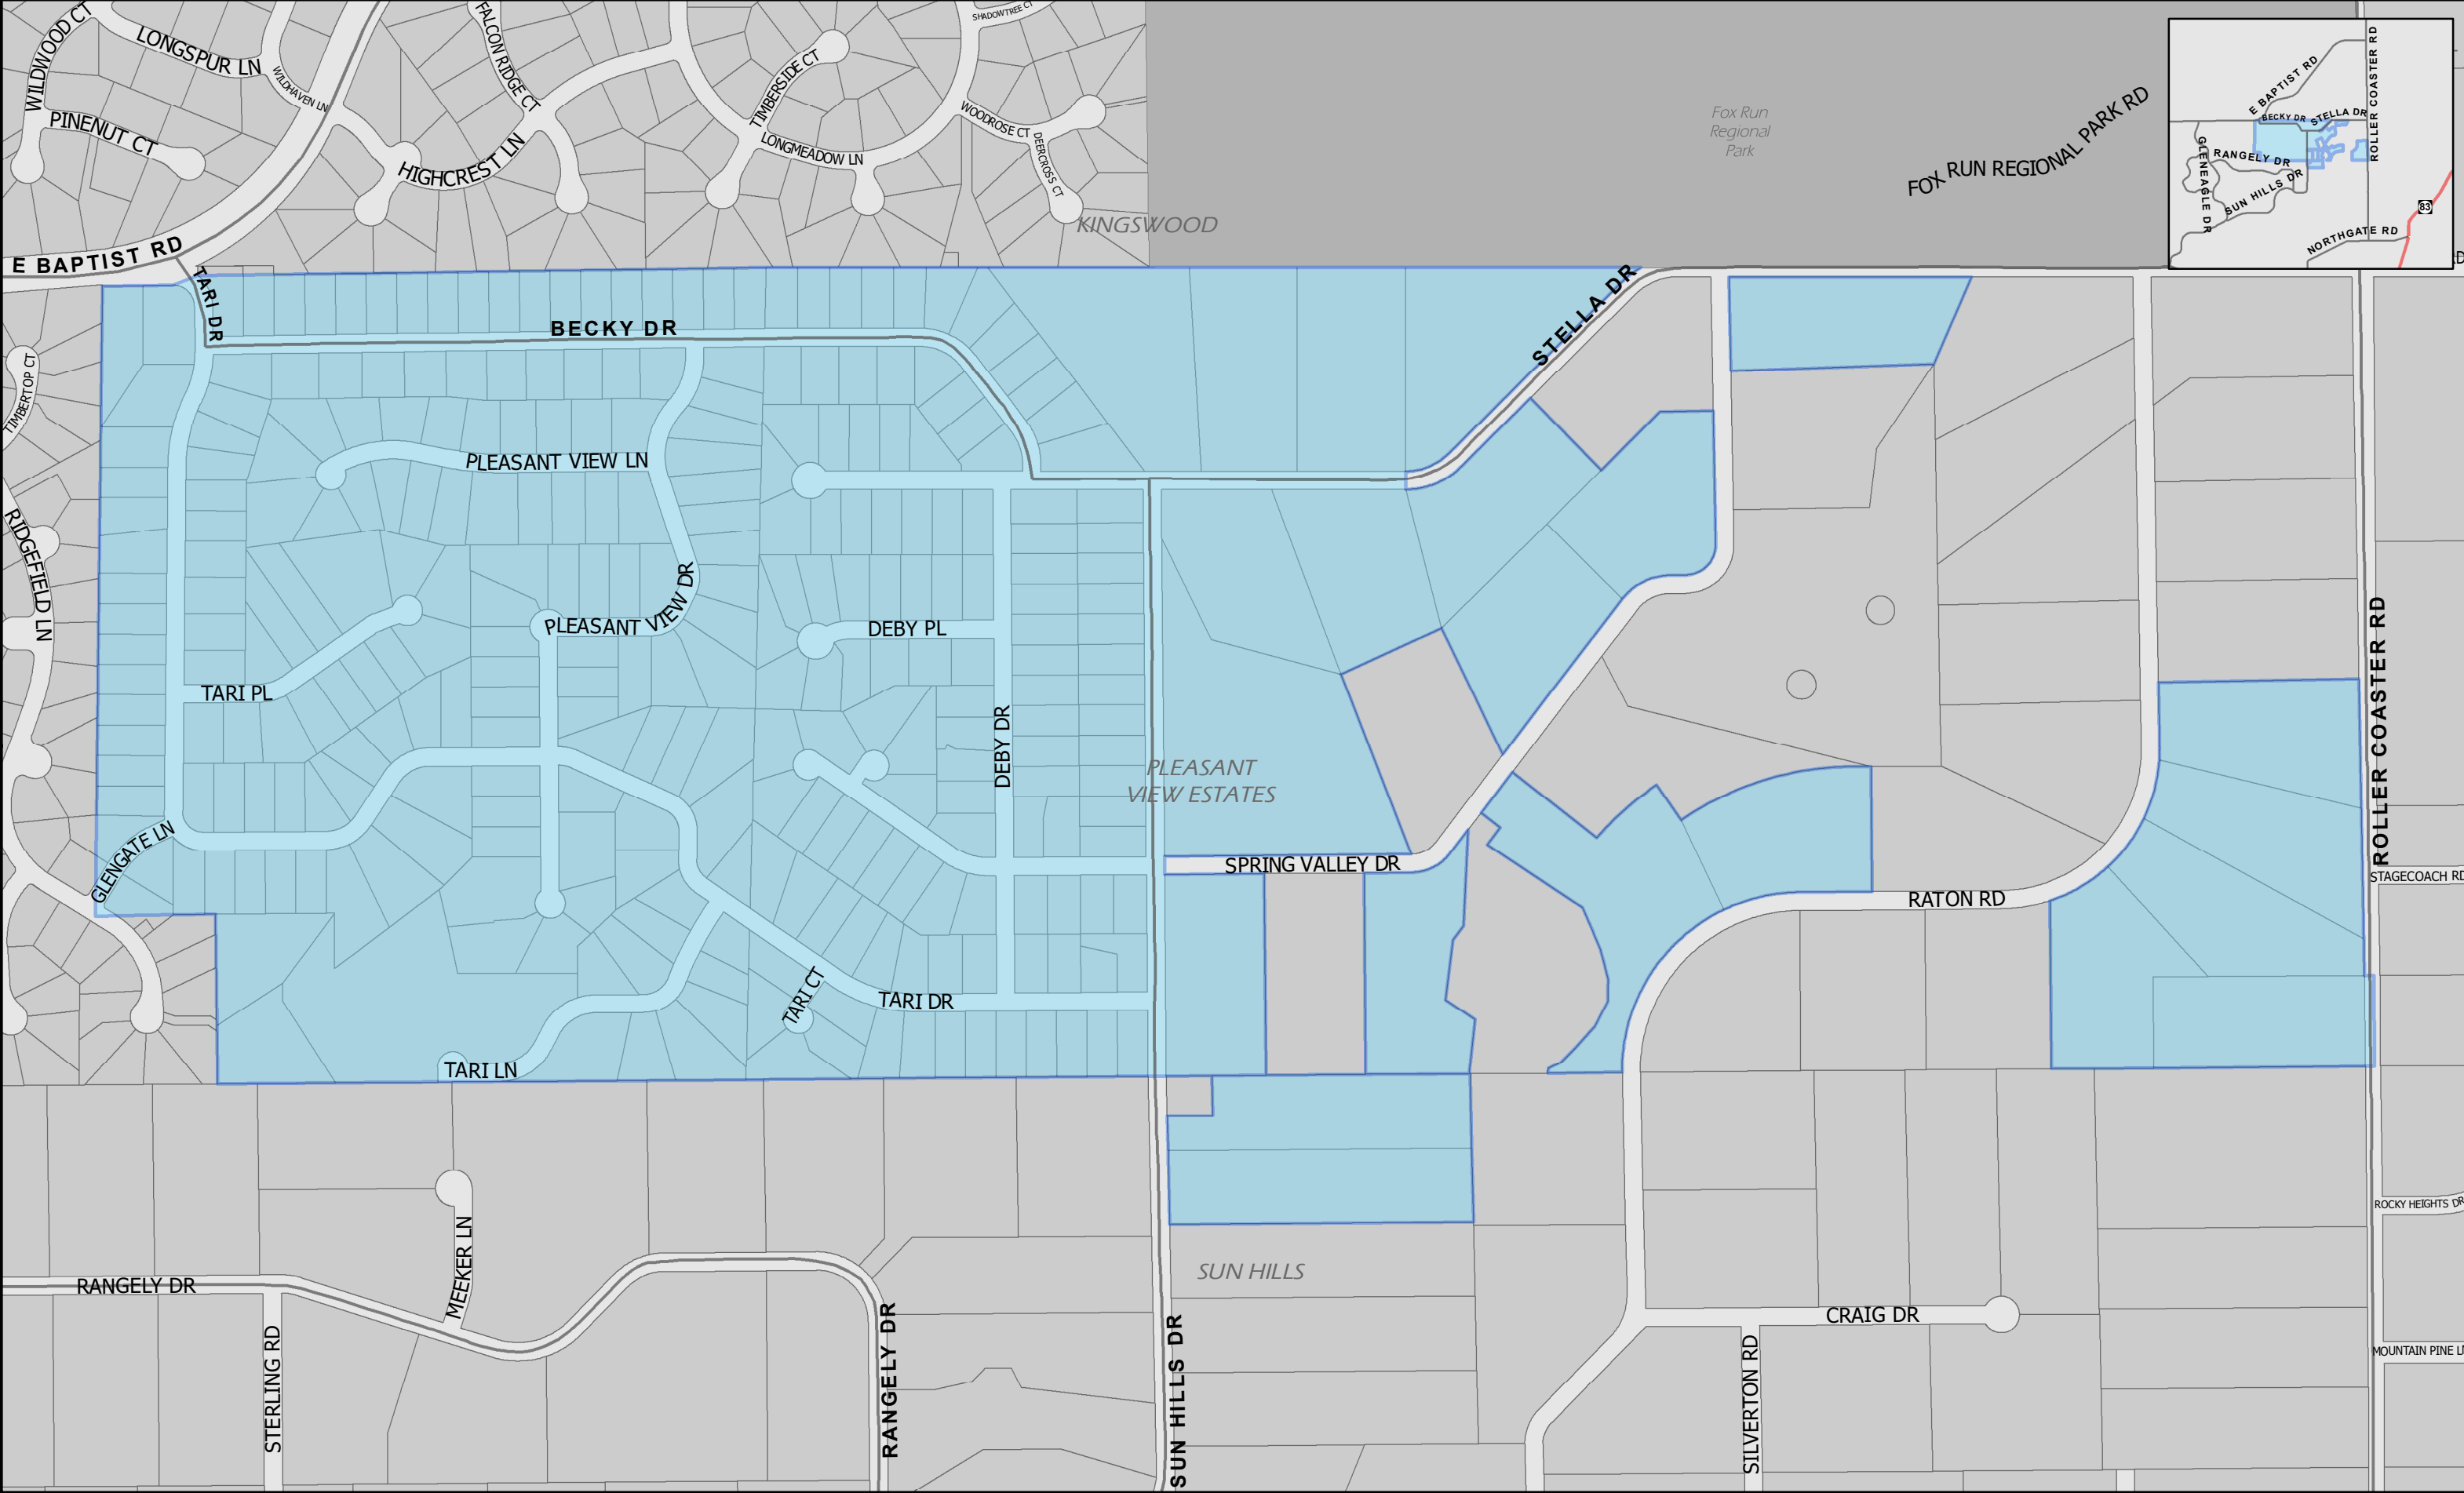 WILDWOOD CT
LONGSPUR LN
WILDHAVEN LN
PINENUT CT
FALCON RIDGE CT
HIGHCREST LN
TIMBERSIDE CT
LONGMEADOW LN
SHADOWTREE CT
WOODROSE CT
DEERCROSS CT
KINGSWOOD
Fox Run
Regional
Park
FOX RUN REGIONAL PARK RD
E BAPTIST RD
ROLLER COASTER RD
BECKY DR
STELLA DR
RANGELY DR
GLENEAGLE DR
SUN HILLS DR
83
NORTHGATE RD
E BAPTIST RD
TARI DR
BECKY DR
STELLA DR
TIMBERTOP CT
PLEASANT VIEW LN
RIDGEFIELD LN
PLEASANT VIEW DR
DEBY PL
TARI PL
DEBY DR
PLEASANT
VIEW ESTATES
ROLLER COASTER RD
GLENGATE LN
SPRING VALLEY DR
STAGECOACH RD
RATON RD
TARI CT
TARI DR
TARI LN
ROCKY HEIGHTS DR
MEEKER LN
SUN HILLS
RANGELY DR
CRAIG DR
STERLING RD
RANGELY DR
SUN HILLS DR
SILVERTON RD
MOUNTAIN PINE